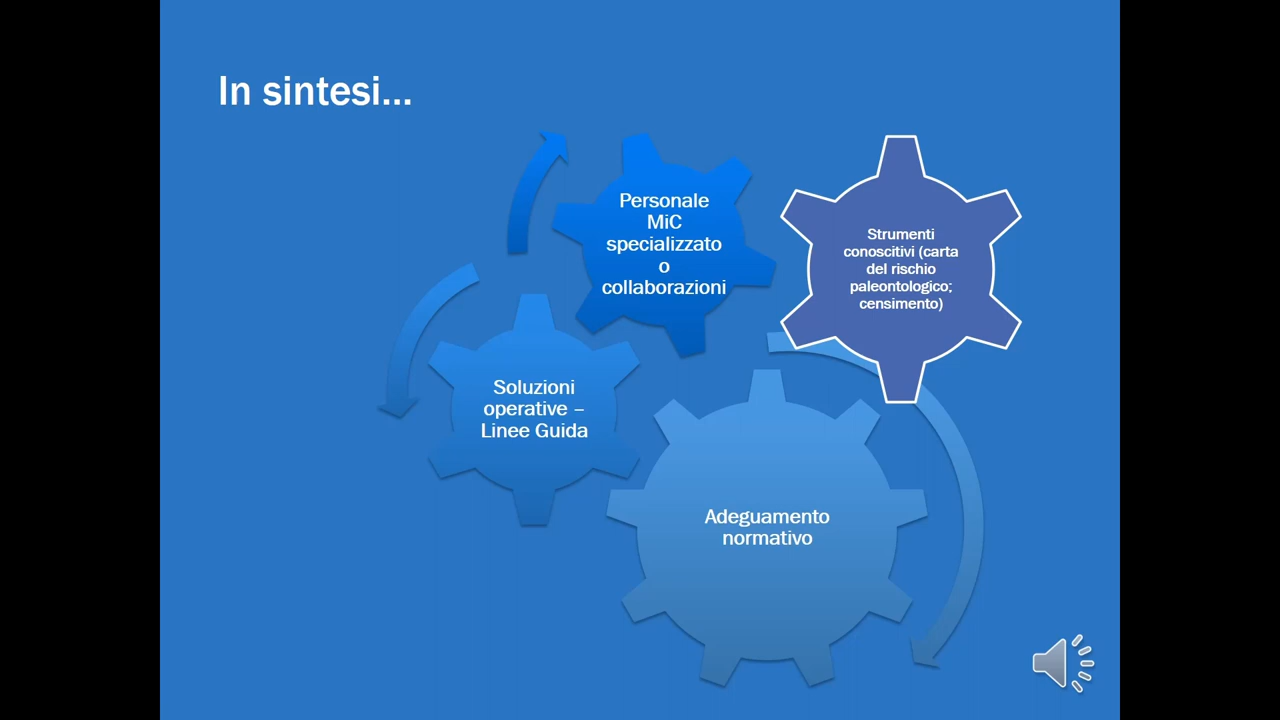 In sintesi...
Personale
MiC
specializzato
o
collaborazioni
Strumenti
conoscitivi (carta
del rischio
paleontologico;
censimento)
Soluzioni
operative –
Linee Guida
Adeguamento
normativo